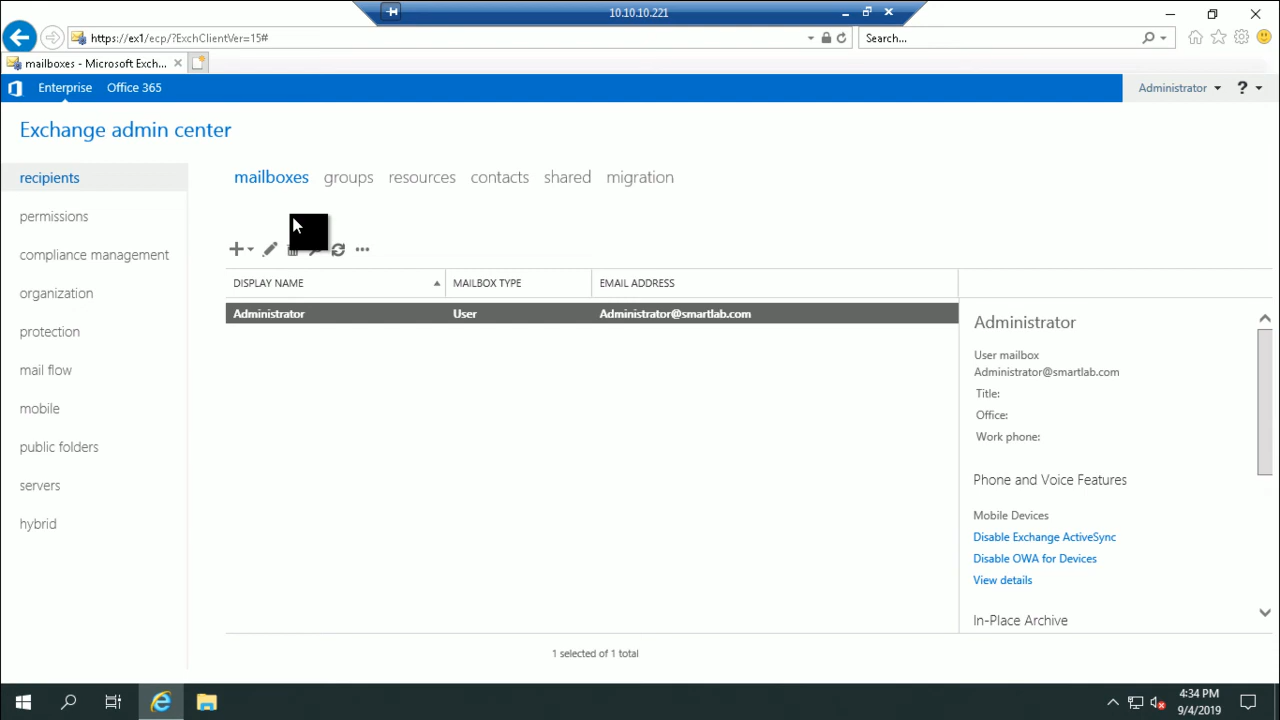 10.10.10.221
https://ex1/ecp/?ExchClientVer=15#
Search...
mailboxes - Microsoft Exch...
Enterprise Office 365
Administrator ?
Exchange admin center
recipients
permissions
compliance management
organization
protection
mail flow
mobile
public folders
servers
hybrid
mailboxes groups resources contacts shared migration
DISPLAY NAME MAILBOX TYPE EMAIL ADDRESS
Administrator User Administrator@smartlab.com
1 selected of 1 total
Administrator
User mailbox
Administrator@smartlab.com
Title:
Office:
Work phone:
Phone and Voice Features
Mobile Devices
Disable Exchange ActiveSync
Disable OWA for Devices
View details
In-Place Archive
4:34 PM
9/4/2019